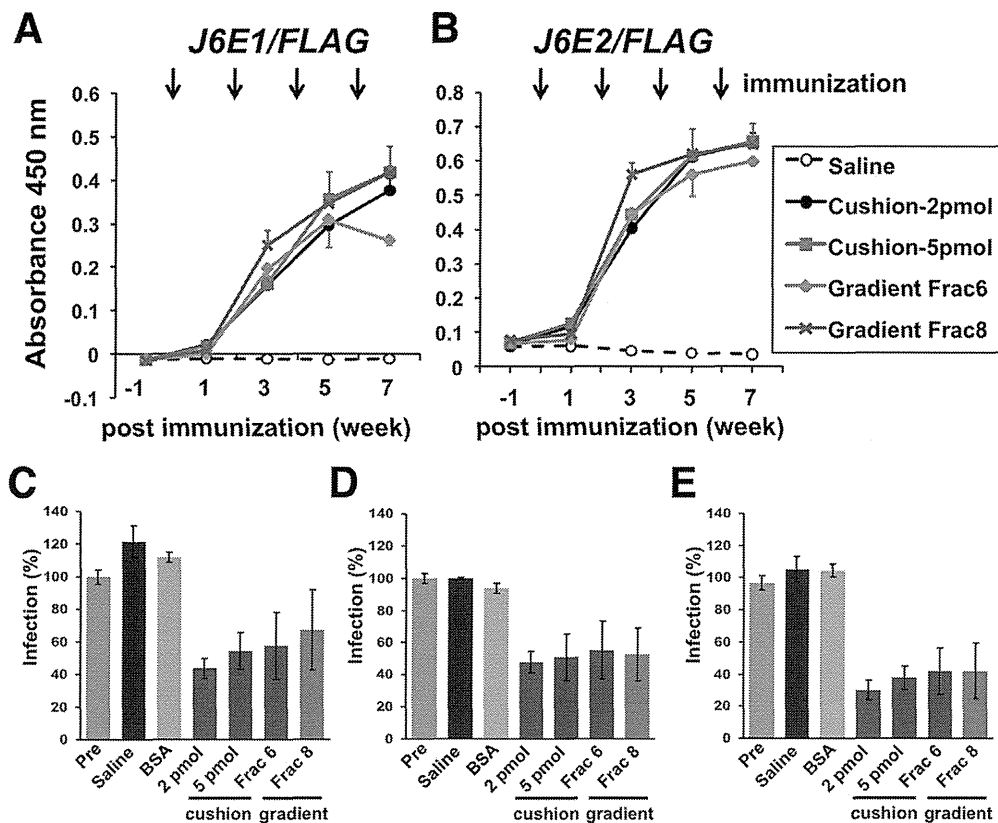 A
J6E1/FLAG
Absorbance 450 nm
0.6
0.5
0.4
0.3
0.2
0.1
0
-0.1
-1 1 3 5 7
post immunization (week)
B
J6E2/FLAG
immunization
0.8
0.7
0.6
0.5
0.4
0.3
0.2
0.1
0
-1 1 3 5 7
post immunization (week)
Saline
Cushion-2pmol
Cushion-5pmol
Gradient Frac6
Gradient Frac8
C
Infection (%)
140
120
100
80
60
40
20
0
Pre Saline BSA 2 pmol 5 pmol Frac 6 Frac 8
cushion gradient
D
Infection (%)
140
120
100
80
60
40
20
0
Pre Saline BSA 2 pmol 5 pmol Frac 6 Frac 8
cushion gradient
E
Infection (%)
140
120
100
80
60
40
20
0
Pre Saline BSA 2 pmol 5 pmol Frac 6 Frac 8
cushion gradient